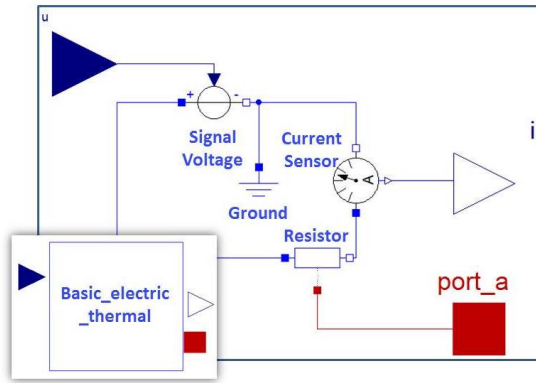 u
+ -
Signal
Voltage
Current
Sensor
i
A
Ground
Resistor
Basic_electric
_thermal
port_a